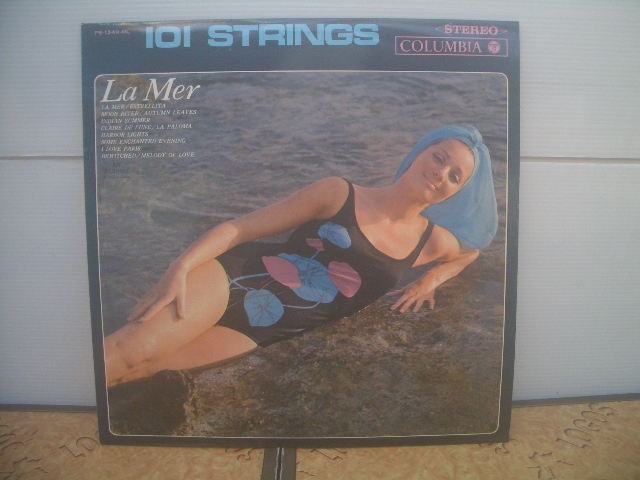 101 STRINGS
STEREO
COLUMBIA
La Mer
LA MER/ESTRELLITA
MOON RIVER/AUTUMN LEAVES
INDIAN SUMMER
CLAIRE DE LUNE/LA PALOMA
HARBOR LIGHTS
SOME ENCHANTED EVENING
I LOVE PARIS
BEWITCHED/MELODY OF LOVE